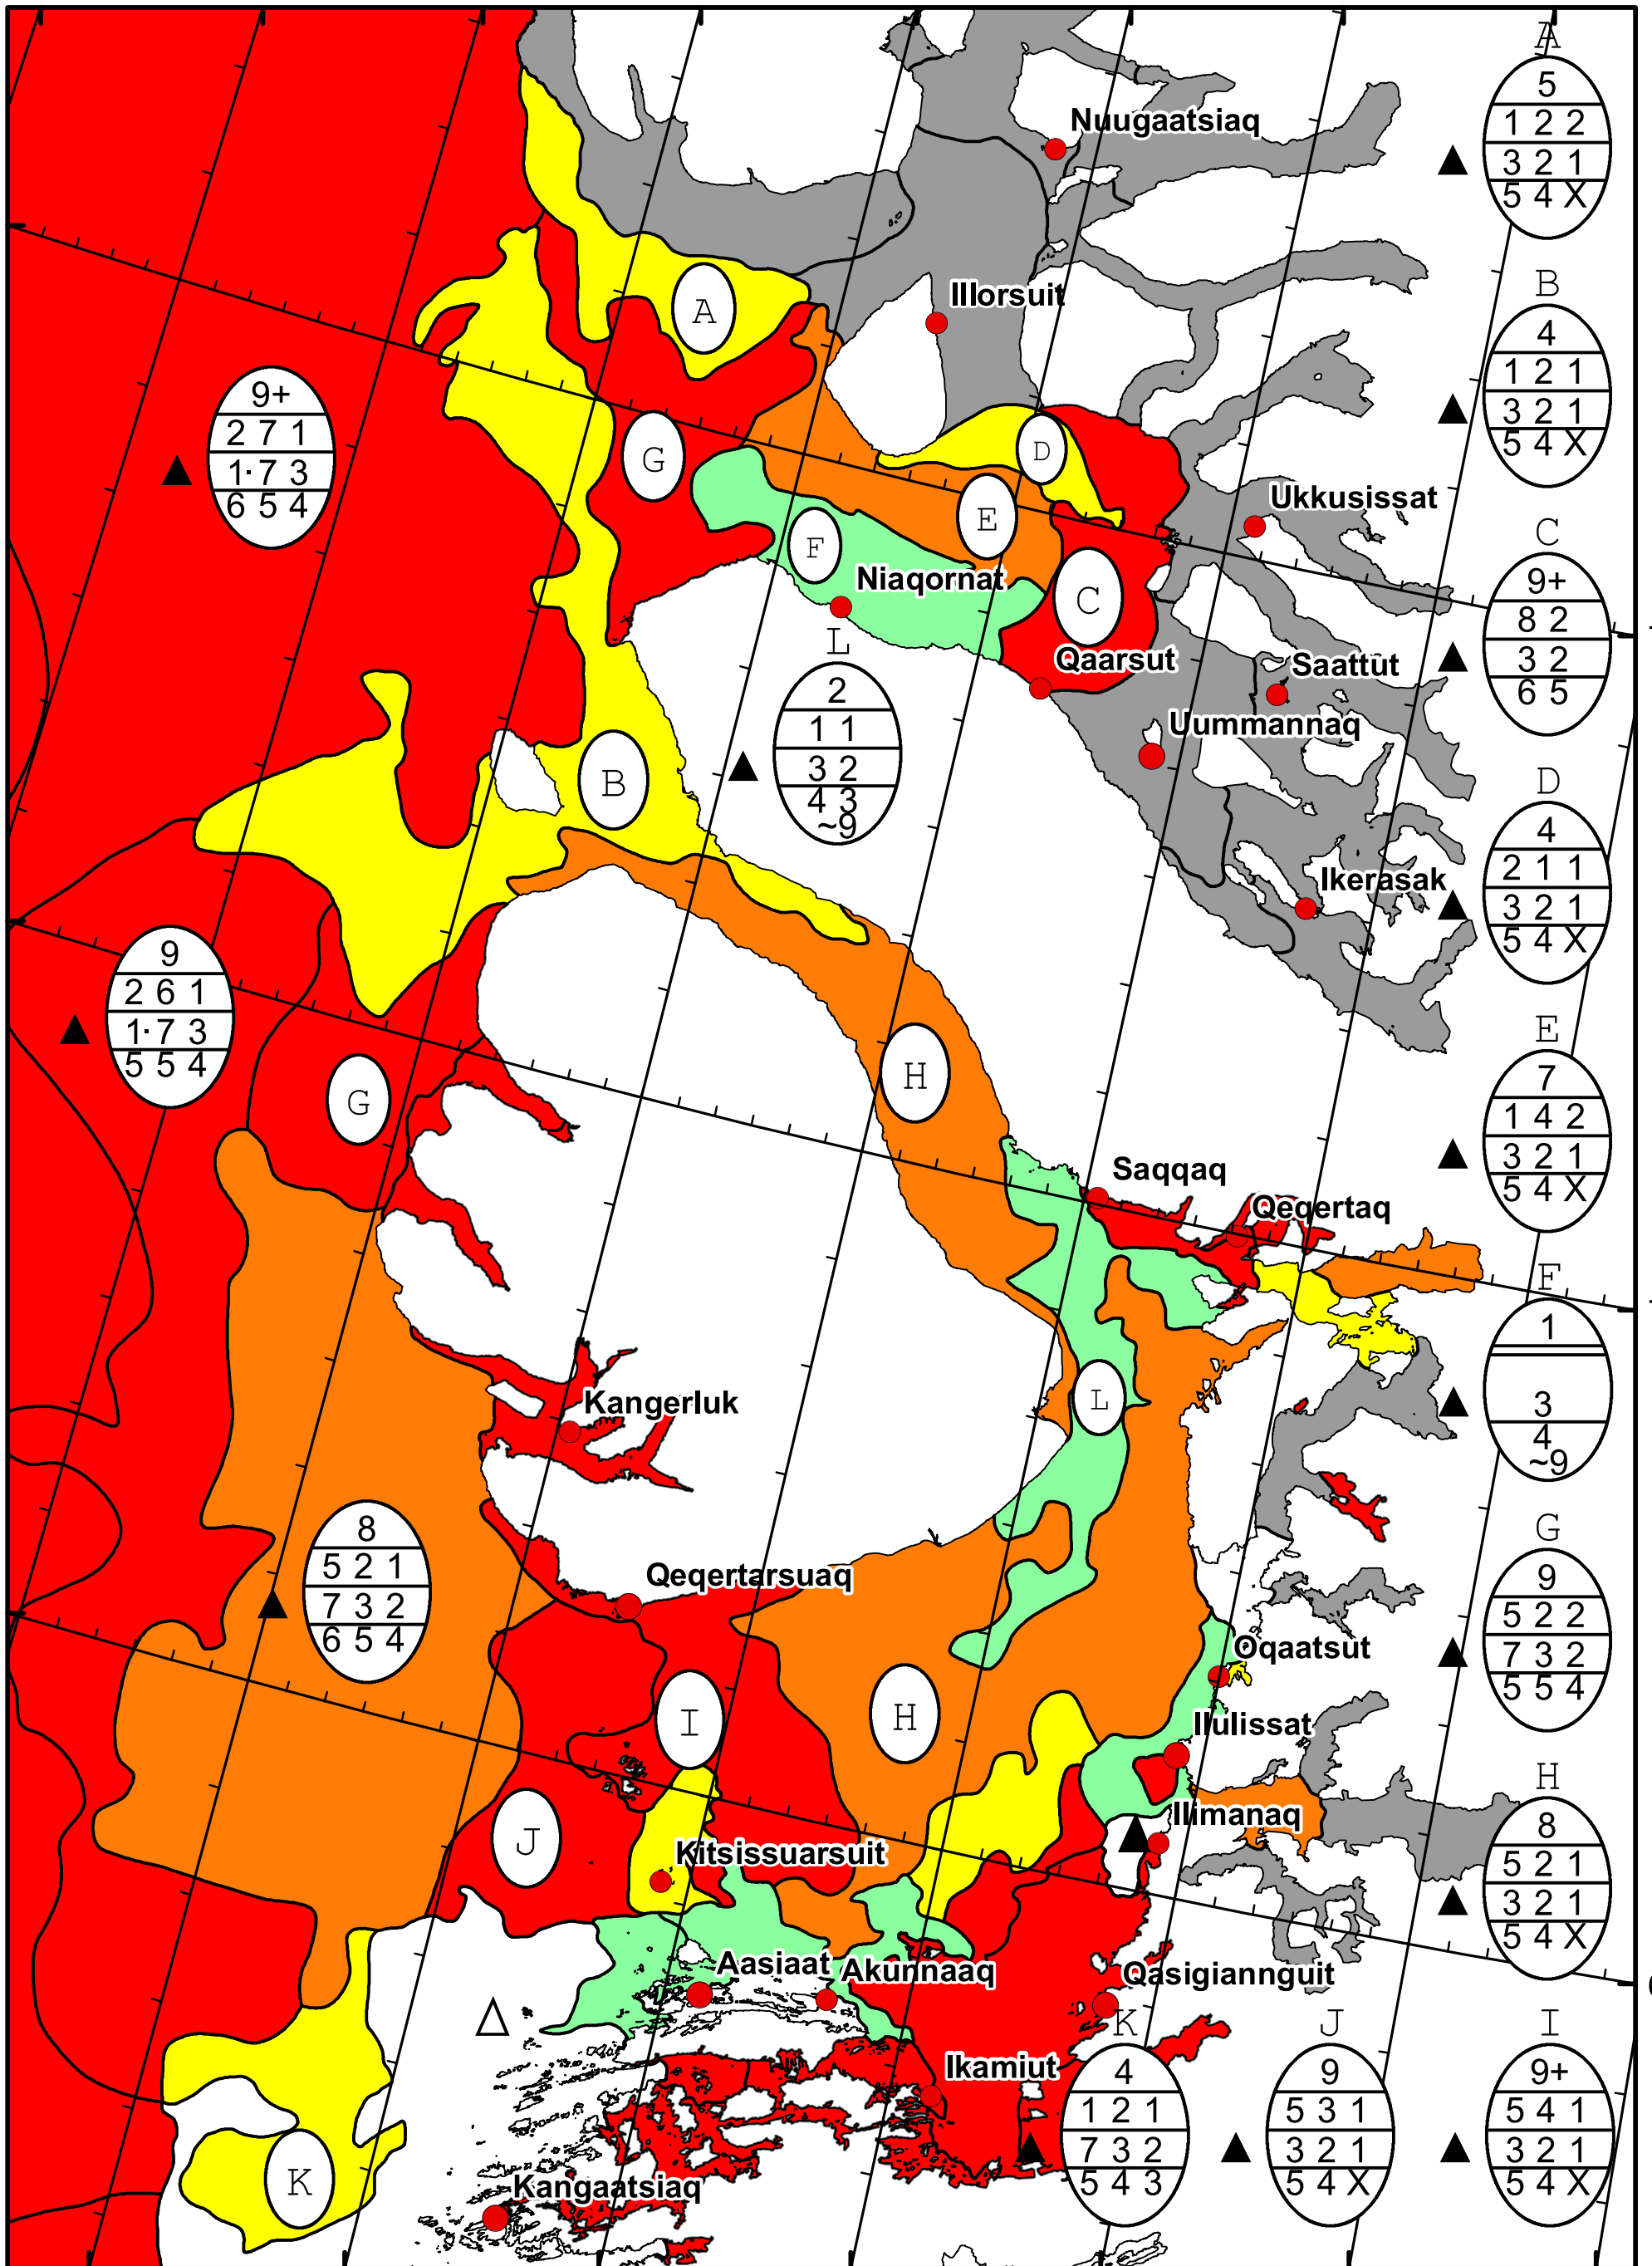 A
5
1 2 2
3 2 1
5 4 X
Nuugaatsiaq
B
4
1 2 1
3 2 1
5 4 X
Illorsuit
A
9+
2 7 1
1· 7 3
6 5 4
G
D
E
Ukkusissat
F
C
9+
8 2
3 2
6 5
Niaqornat
C
L
2
1 1
3 2
4 3
~9
Qaarsut
Saattut
Uummannaq
B
D
4
2 1 1
3 2 1
5 4 X
Ikerasak
9
2 6 1
1· 7 3
5 5 4
G
H
E
7
1 4 2
3 2 1
5 4 X
Saqqaq
Qeqertaq
F
1
3
4
~9
L
Kangerluk
8
5 2 1
7 3 2
6 5 4
Qeqertarsuaq
G
9
5 2 2
7 3 2
5 5 4
Oqaatsut
I
H
Ilulissat
J
Ilimanaq
H
8
5 2 1
3 2 1
5 4 X
Kitsissuarsuit
Aasiaat
Akunnaaq
Qasigiannguit
K
4
1 2 1
7 3 2
5 4 3
J
9
5 3 1
3 2 1
5 4 X
I
9+
5 4 1
3 2 1
5 4 X
Ikamiut
K
Kangaatsiaq